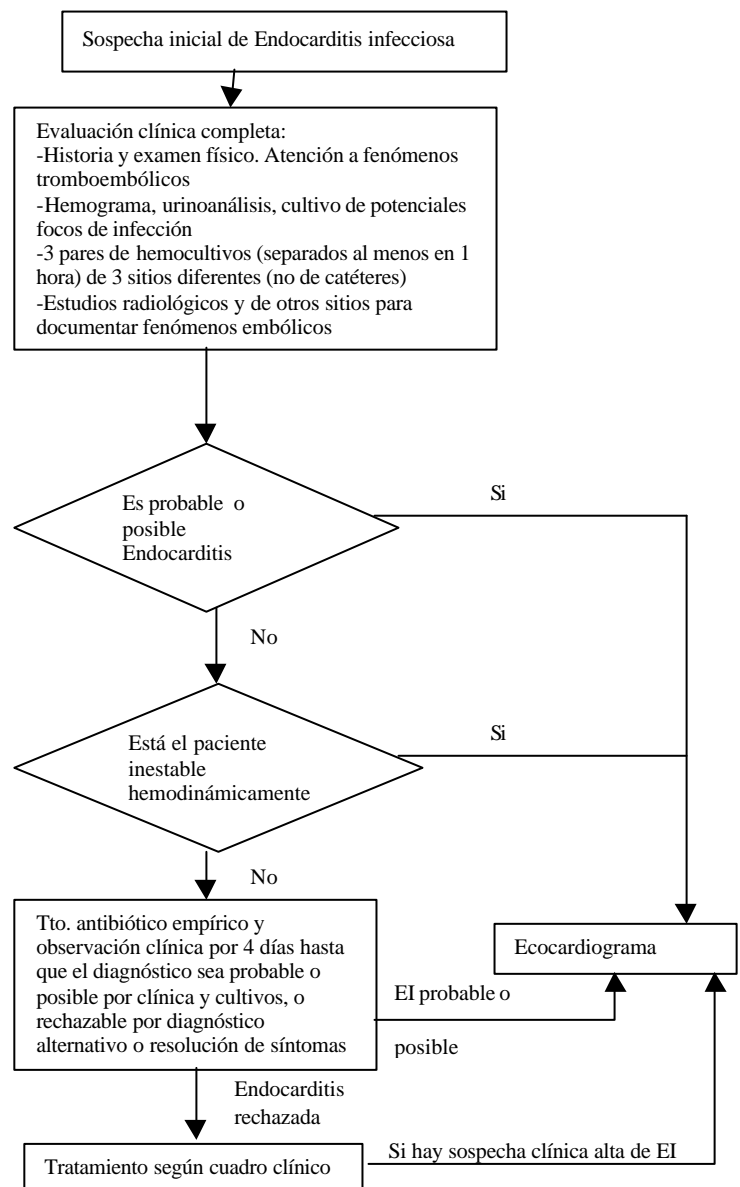 Sospecha inicial de Endocarditis infecciosa
Evaluación clínica completa:
-Historia y examen físico. Atención a fenómenos
tromboembólicos
-Hemograma, urinoanálisis, cultivo de potenciales
focos de infección
-3 pares de hemocultivos (separados al menos en 1
hora) de 3 sitios diferentes (no de catéteres)
-Estudios radiológicos y de otros sitios para
documentar fenómenos embólicos
Es probable o
posible
Endocarditis
Si
No
Está el paciente
inestable
hemodinámicamente
Si
No
Tto. antibiótico empírico y
observación clínica por 4 días hasta
que el diagnóstico sea probable o
posible por clínica y cultivos, o
rechazable por diagnóstico
alternativo o resolución de síntomas
Ecocardiograma
EI probable o
posible
Endocarditis
rechazada
Tratamiento según cuadro clínico
Si hay sospecha clínica alta de EI